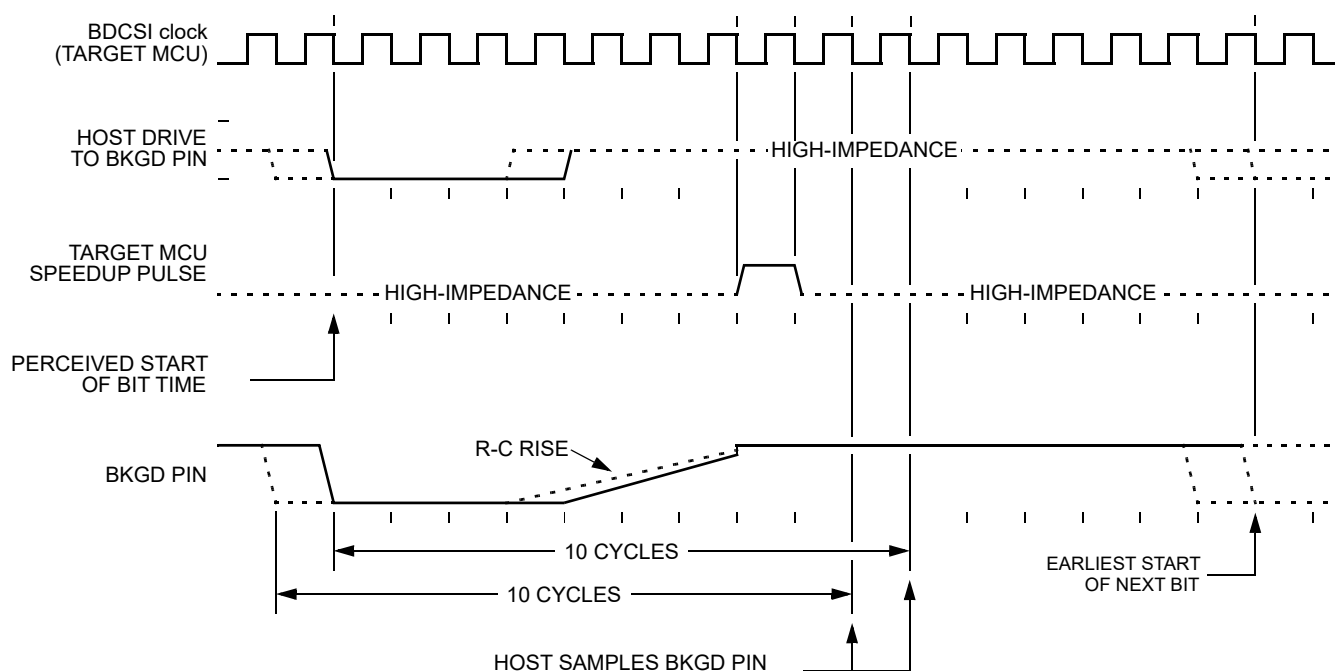 BDCSI clock
(TARGET MCU)
HOST DRIVE
TO BKGD PIN
HIGH-IMPEDANCE
TARGET MCU
SPEEDUP PULSE
HIGH-IMPEDANCE
HIGH-IMPEDANCE
PERCEIVED START
OF BIT TIME
R-C RISE
BKGD PIN
10 CYCLES
EARLIEST START
OF NEXT BIT
10 CYCLES
HOST SAMPLES BKGD PIN